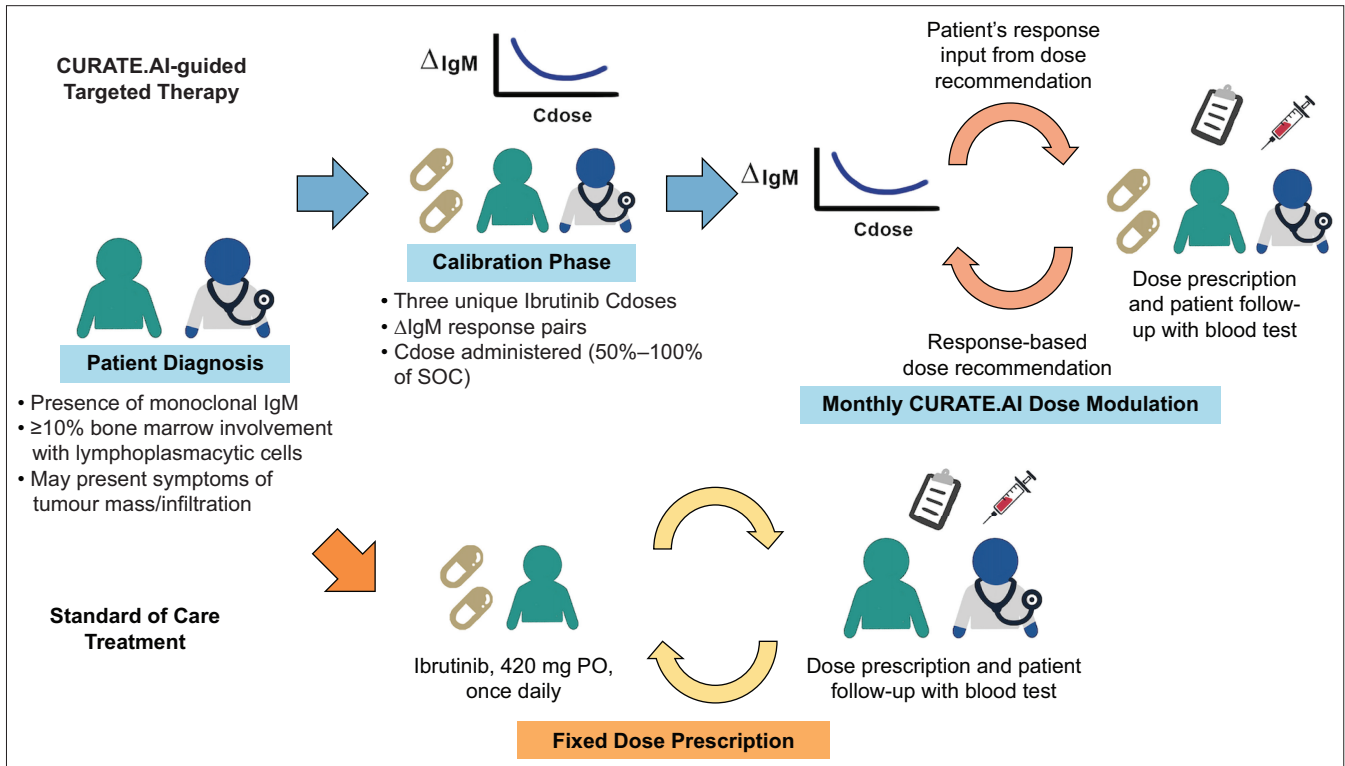 CURATE.AI-guided
Targeted Therapy
ΔIgM
Cdose
Patient's response
input from dose
recommendation
ΔIgM
Cdose
Calibration Phase
• Three unique Ibrutinib Cdoses
• ΔIgM response pairs
• Cdose administered (50%–100%
of SOC)
Dose prescription
and patient follow-
up with blood test
Response-based
dose recommendation
Monthly CURATE.AI Dose Modulation
Patient Diagnosis
• Presence of monoclonal IgM
• ≥10% bone marrow involvement
with lymphoplasmacytic cells
• May present symptoms of
tumour mass/infiltration
Standard of Care
Treatment
Ibrutinib, 420 mg PO,
once daily
Dose prescription and patient
follow-up with blood test
Fixed Dose Prescription